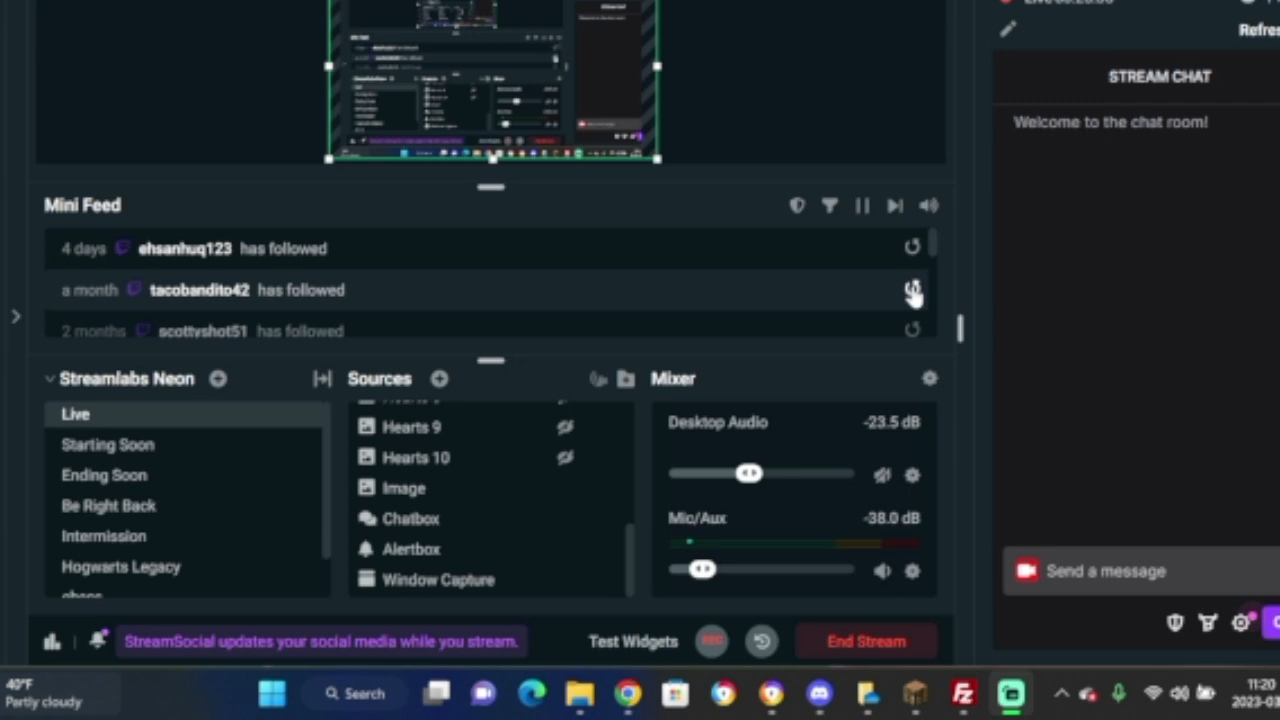 Refres
STREAM CHAT
Welcome to the chat room!
Mini Feed
4 days ehsanhuq123 has followed
a month tacobandito42 has followed
2 months scottyshot51 has followed
Streamlabs Neon
Sources
Mixer
Live
Starting Soon
Ending Soon
Be Right Back
Intermission
Hogwarts Legacy
Hearts 9
Hearts 10
Image
Chatbox
Alertbox
Window Capture
Desktop Audio -23.5 dB
Mic/Aux -38.0 dB
Send a message
StreamSocial updates your social media while you stream.
Test Widgets
REC
End Stream
40°F
Partly cloudy
Search
11:20
2023-03